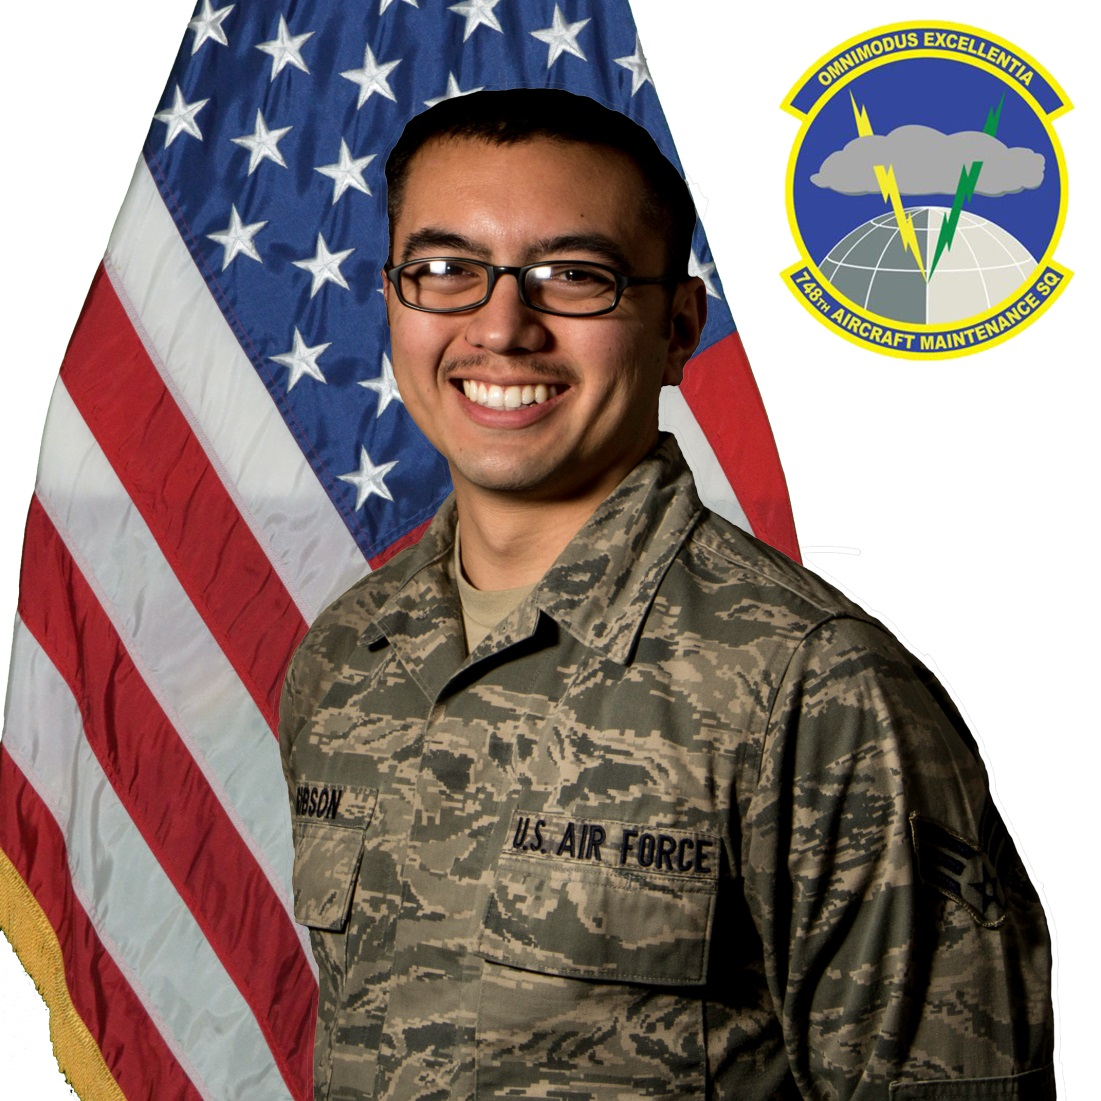 OMNIMODUS EXCELLENTIA
748TH AIRCRAFT MAINTENANCE SQ
U.S. AIR FORCE